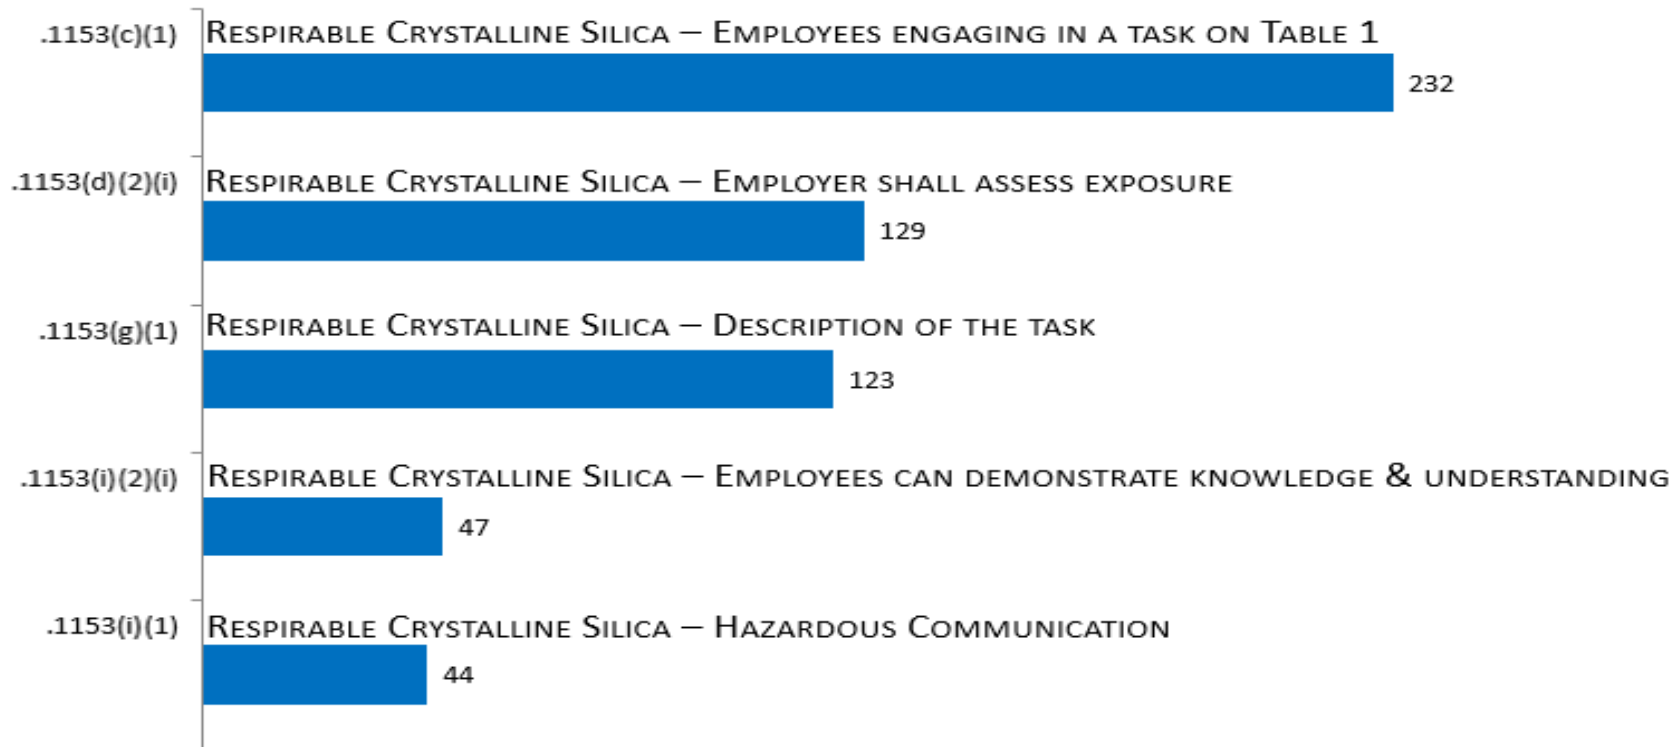 .1153(c)(1) Respirable Crystalline Silica – Employees engaging in a task on Table 1
232
.1153(d)(2)(i) Respirable Crystalline Silica – Employer shall assess exposure
129
.1153(g)(1) Respirable Crystalline Silica – Description of the task
123
.1153(i)(2)(i) Respirable Crystalline Silica – Employees can demonstrate knowledge & understanding
47
.1153(i)(1) Respirable Crystalline Silica – Hazardous Communication
44